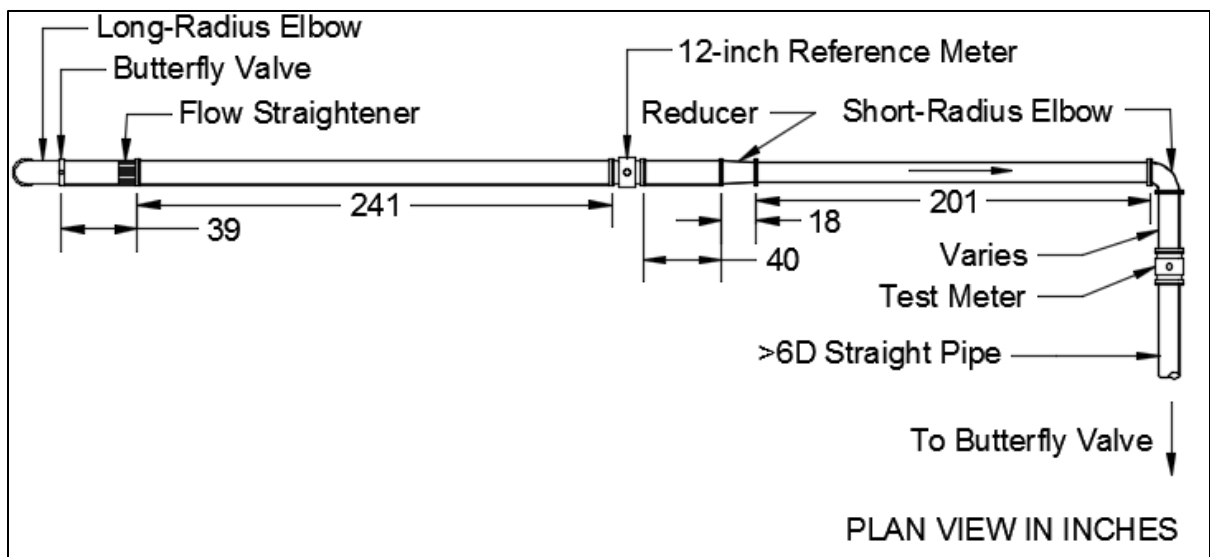 Long-Radius Elbow
Butterfly Valve
Flow Straightener
12-inch Reference Meter
Reducer
Short-Radius Elbow
241
39
18
40
201
Varies
Test Meter
>6D Straight Pipe
To Butterfly Valve
PLAN VIEW IN INCHES